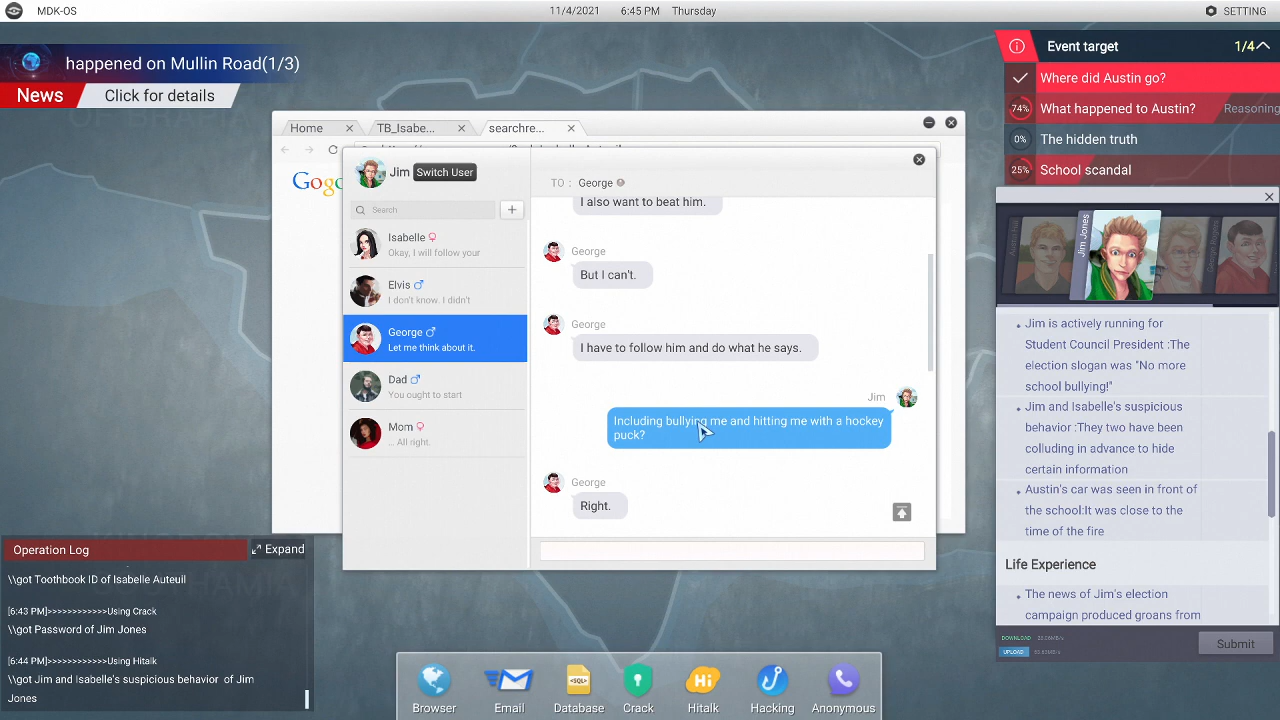 MDK-OS
11/4/2021 6:45 PM Thursday
SETTING
happened on Mullin Road(1/3)
News
Click for details
Event target
1/4
Where did Austin go?
74%
What happened to Austin?
Reasoning
0%
The hidden truth
25%
School scandal
Home
TB_Isabe...
searchre...
Jim
Switch User
Search
Isabelle
Okay, I will follow your
Elvis
I don't know. I didn't
George
Let me think about it.
Dad
You ought to start
Mom
... All right.
TO : George
I also want to beat him.
George
But I can't.
George
I have to follow him and do what he says.
Jim
Including bullying me and hitting me with a hockey
puck?
George
Right.
Jim Jones
Jim is actively running for
Student Council President :The
election slogan was "No more
school bullying!"
Jim and Isabelle's suspicious
behavior :They two have been
colluding in advance to hide
certain information
Austin's car was seen in front of
the school:It was close to the
time of the fire
Life Experience
The news of Jim's election
campaign produced groans from
DOWNLOAD
UPLOAD
Submit
Operation Log
Expand
\\got Toothbook ID of Isabelle Auteuil
[6:43 PM]>>>>>>>>>>>>Using Crack
\\got Password of Jim Jones
[6:44 PM]>>>>>>>>>>>>Using Hitalk
\\got Jim and Isabelle's suspicious behavior of Jim
Jones
Browser
Email
<SQL>
Database
Crack
Hi
Hitalk
Hacking
Anonymous